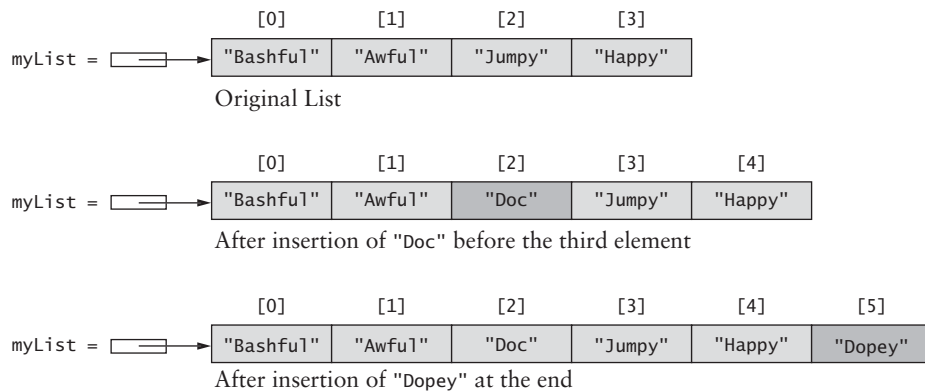 [0] [1] [2] [3]
myList = "Bashful" "Awful" "Jumpy" "Happy"
Original List
[0] [1] [2] [3] [4]
myList = "Bashful" "Awful" "Doc" "Jumpy" "Happy"
After insertion of "Doc" before the third element
[0] [1] [2] [3] [4] [5]
myList = "Bashful" "Awful" "Doc" "Jumpy" "Happy" "Dopey"
After insertion of "Dopey" at the end